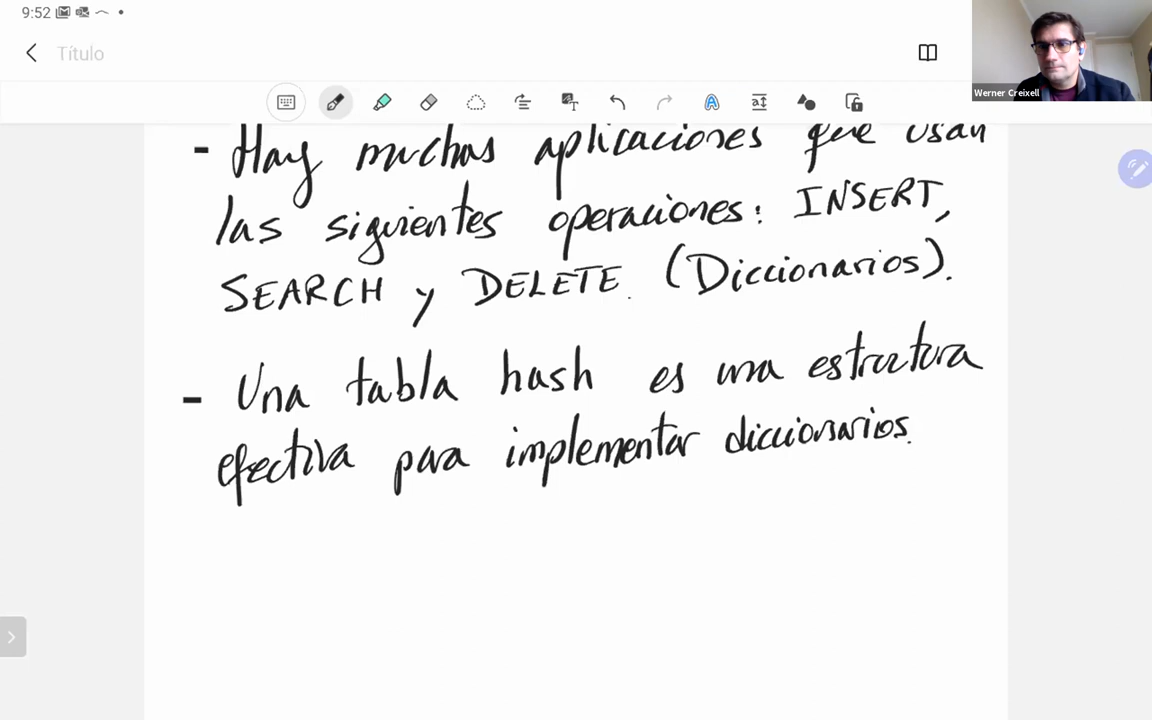 9:52
Título
Werner Creixell
- Hay muchas aplicaciones que usan
las siguientes operaciones: INSERT,
SEARCH y DELETE. (Diccionarios).
- Una tabla hash es una estructura
efectiva para implementar diccionarios.